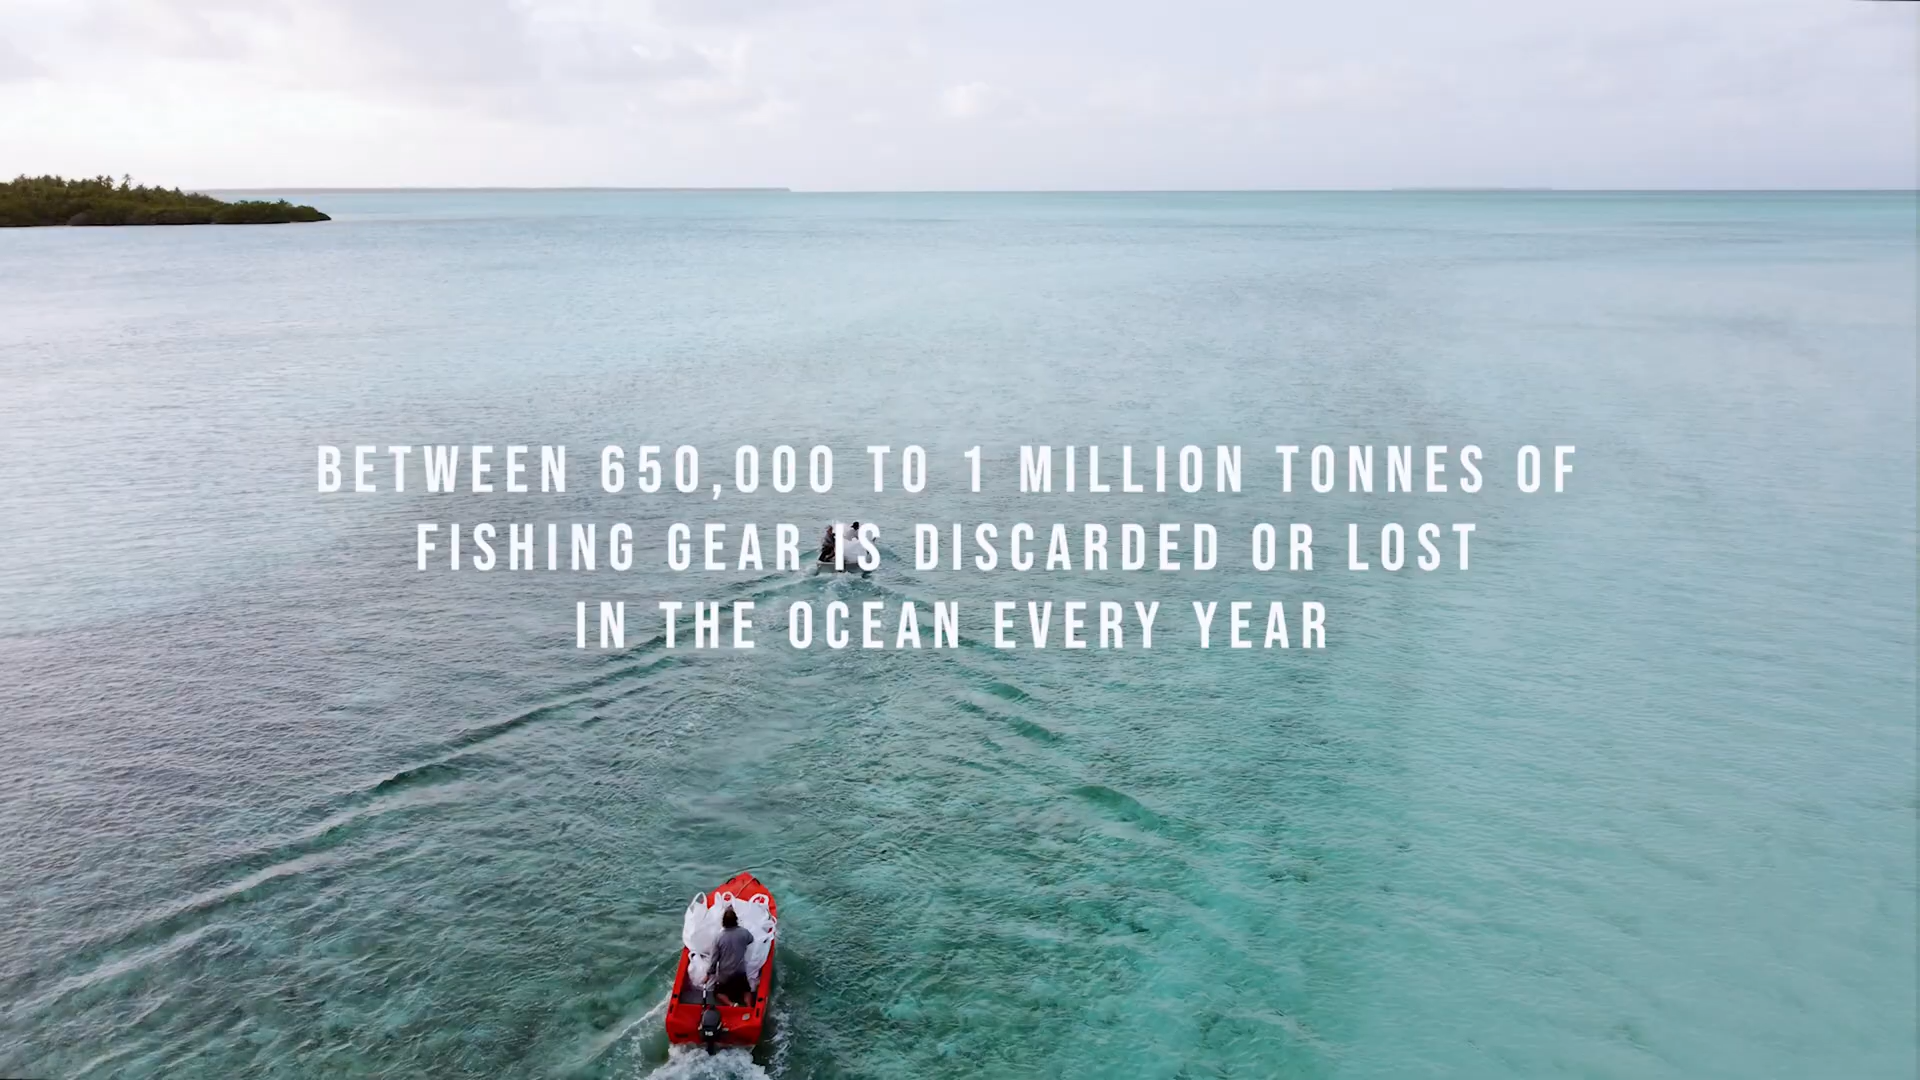 BETWEEN 650,000 TO 1 MILLION TONNES OF
FISHING GEAR IS DISCARDED OR LOST
IN THE OCEAN EVERY YEAR